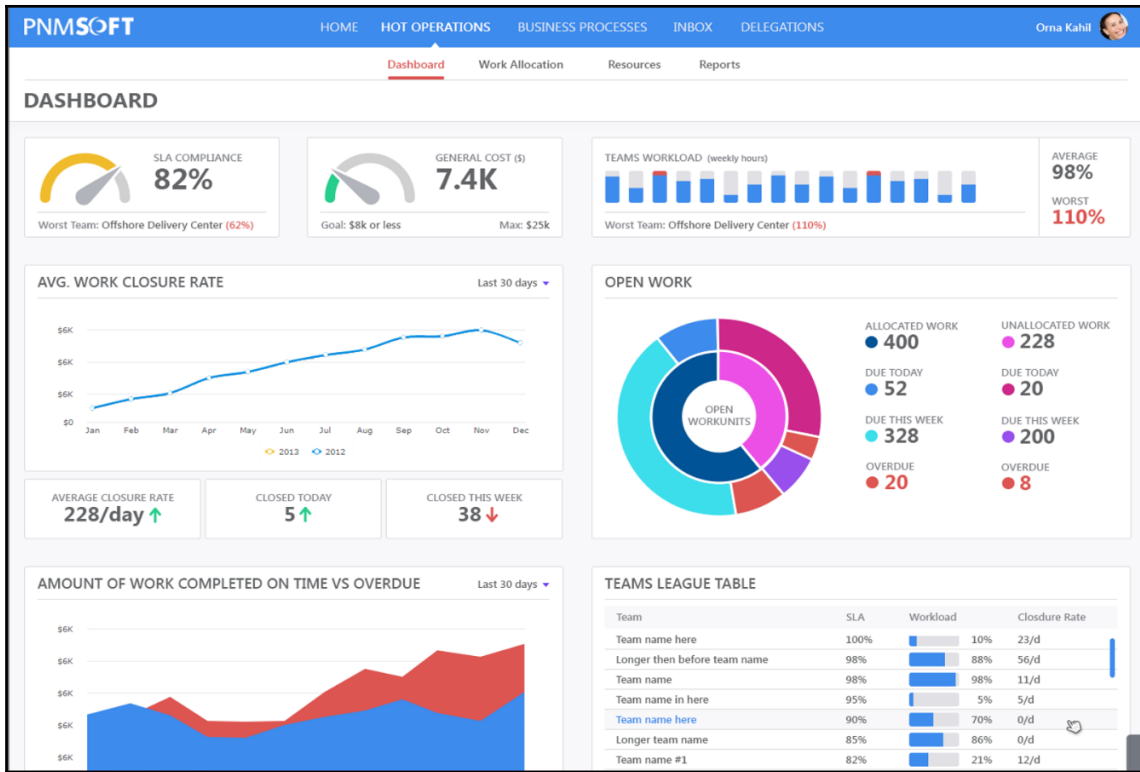 PNMSOFT
HOME HOT OPERATIONS BUSINESS PROCESSES INBOX DELEGATIONS
Orna Kahil
Dashboard Work Allocation Resources Reports
DASHBOARD
SLA COMPLIANCE
82%
Worst Team: Offshore Delivery Center (62%)
GENERAL COST ($)
7.4K
Goal: $8k or less Max: $25k
TEAMS WORKLOAD (weekly hours)
Worst Team: Offshore Delivery Center (110%)
AVERAGE
98%
WORST
110%
AVG. WORK CLOSURE RATE
Last 30 days
$6K
$6K
$6K
$0
Jan Feb Mar Apr May Jun Jul Aug Sep Oct Nov Dec
2013 2012
AVERAGE CLOSURE RATE
228/day
CLOSED TODAY
5
CLOSED THIS WEEK
38
OPEN WORK
OPEN
WORKUNITS
ALLOCATED WORK
400
DUE TODAY
52
DUE THIS WEEK
328
OVERDUE
20
UNALLOCATED WORK
228
DUE TODAY
20
DUE THIS WEEK
200
OVERDUE
8
AMOUNT OF WORK COMPLETED ON TIME VS OVERDUE
Last 30 days
$6K
$6K
$6K
$6K
$6K
TEAMS LEAGUE TABLE
Team SLA Workload Closdure Rate
Team name here 100% 10% 23/d
Longer then before team name 98% 88% 56/d
Team name 98% 98% 11/d
Team name in here 95% 5% 5/d
Team name here 90% 70% 0/d
Longer team name 85% 86% 0/d
Team name #1 82% 21% 12/d